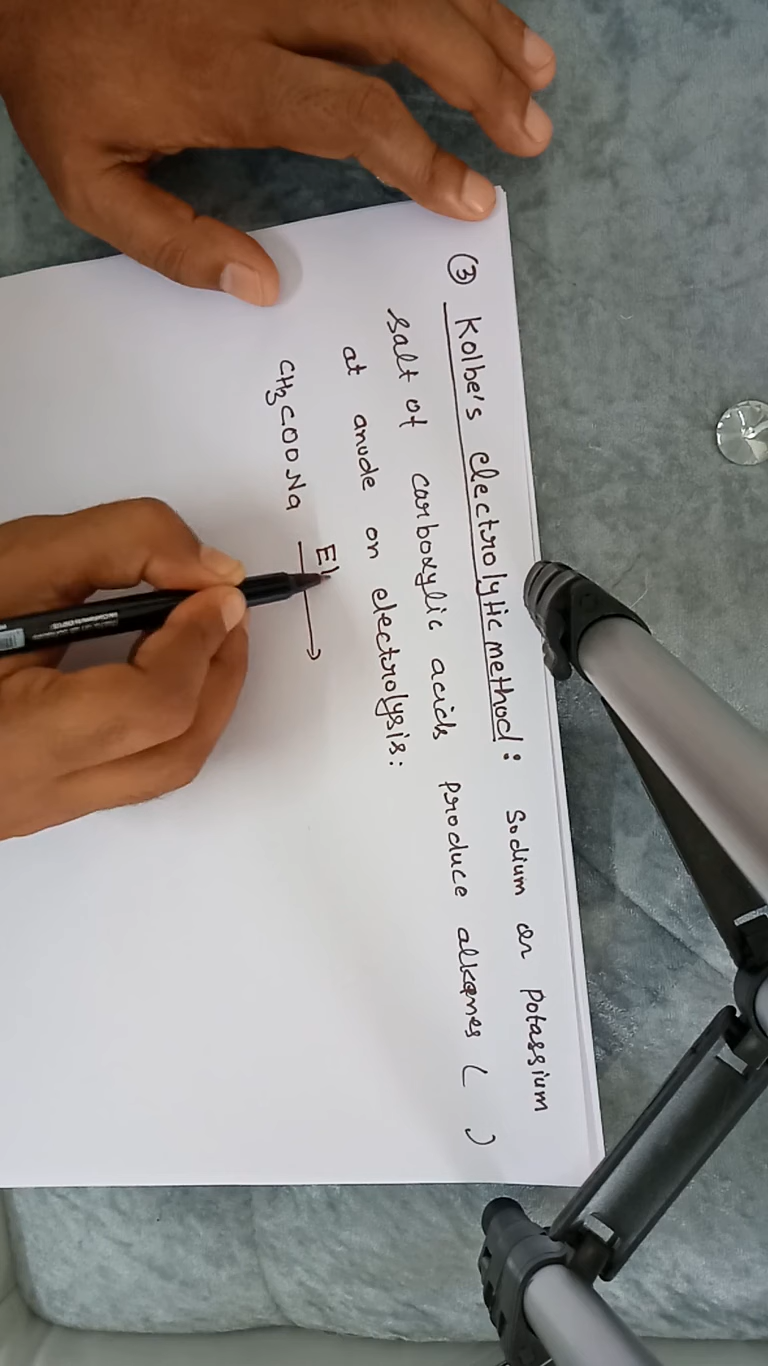 ③ Kolbe's electrolytic method: Sodium or Potassium
salt of carboxylic acids produce alkanes ( )
at anode on electrolysis:
CH3COONa El